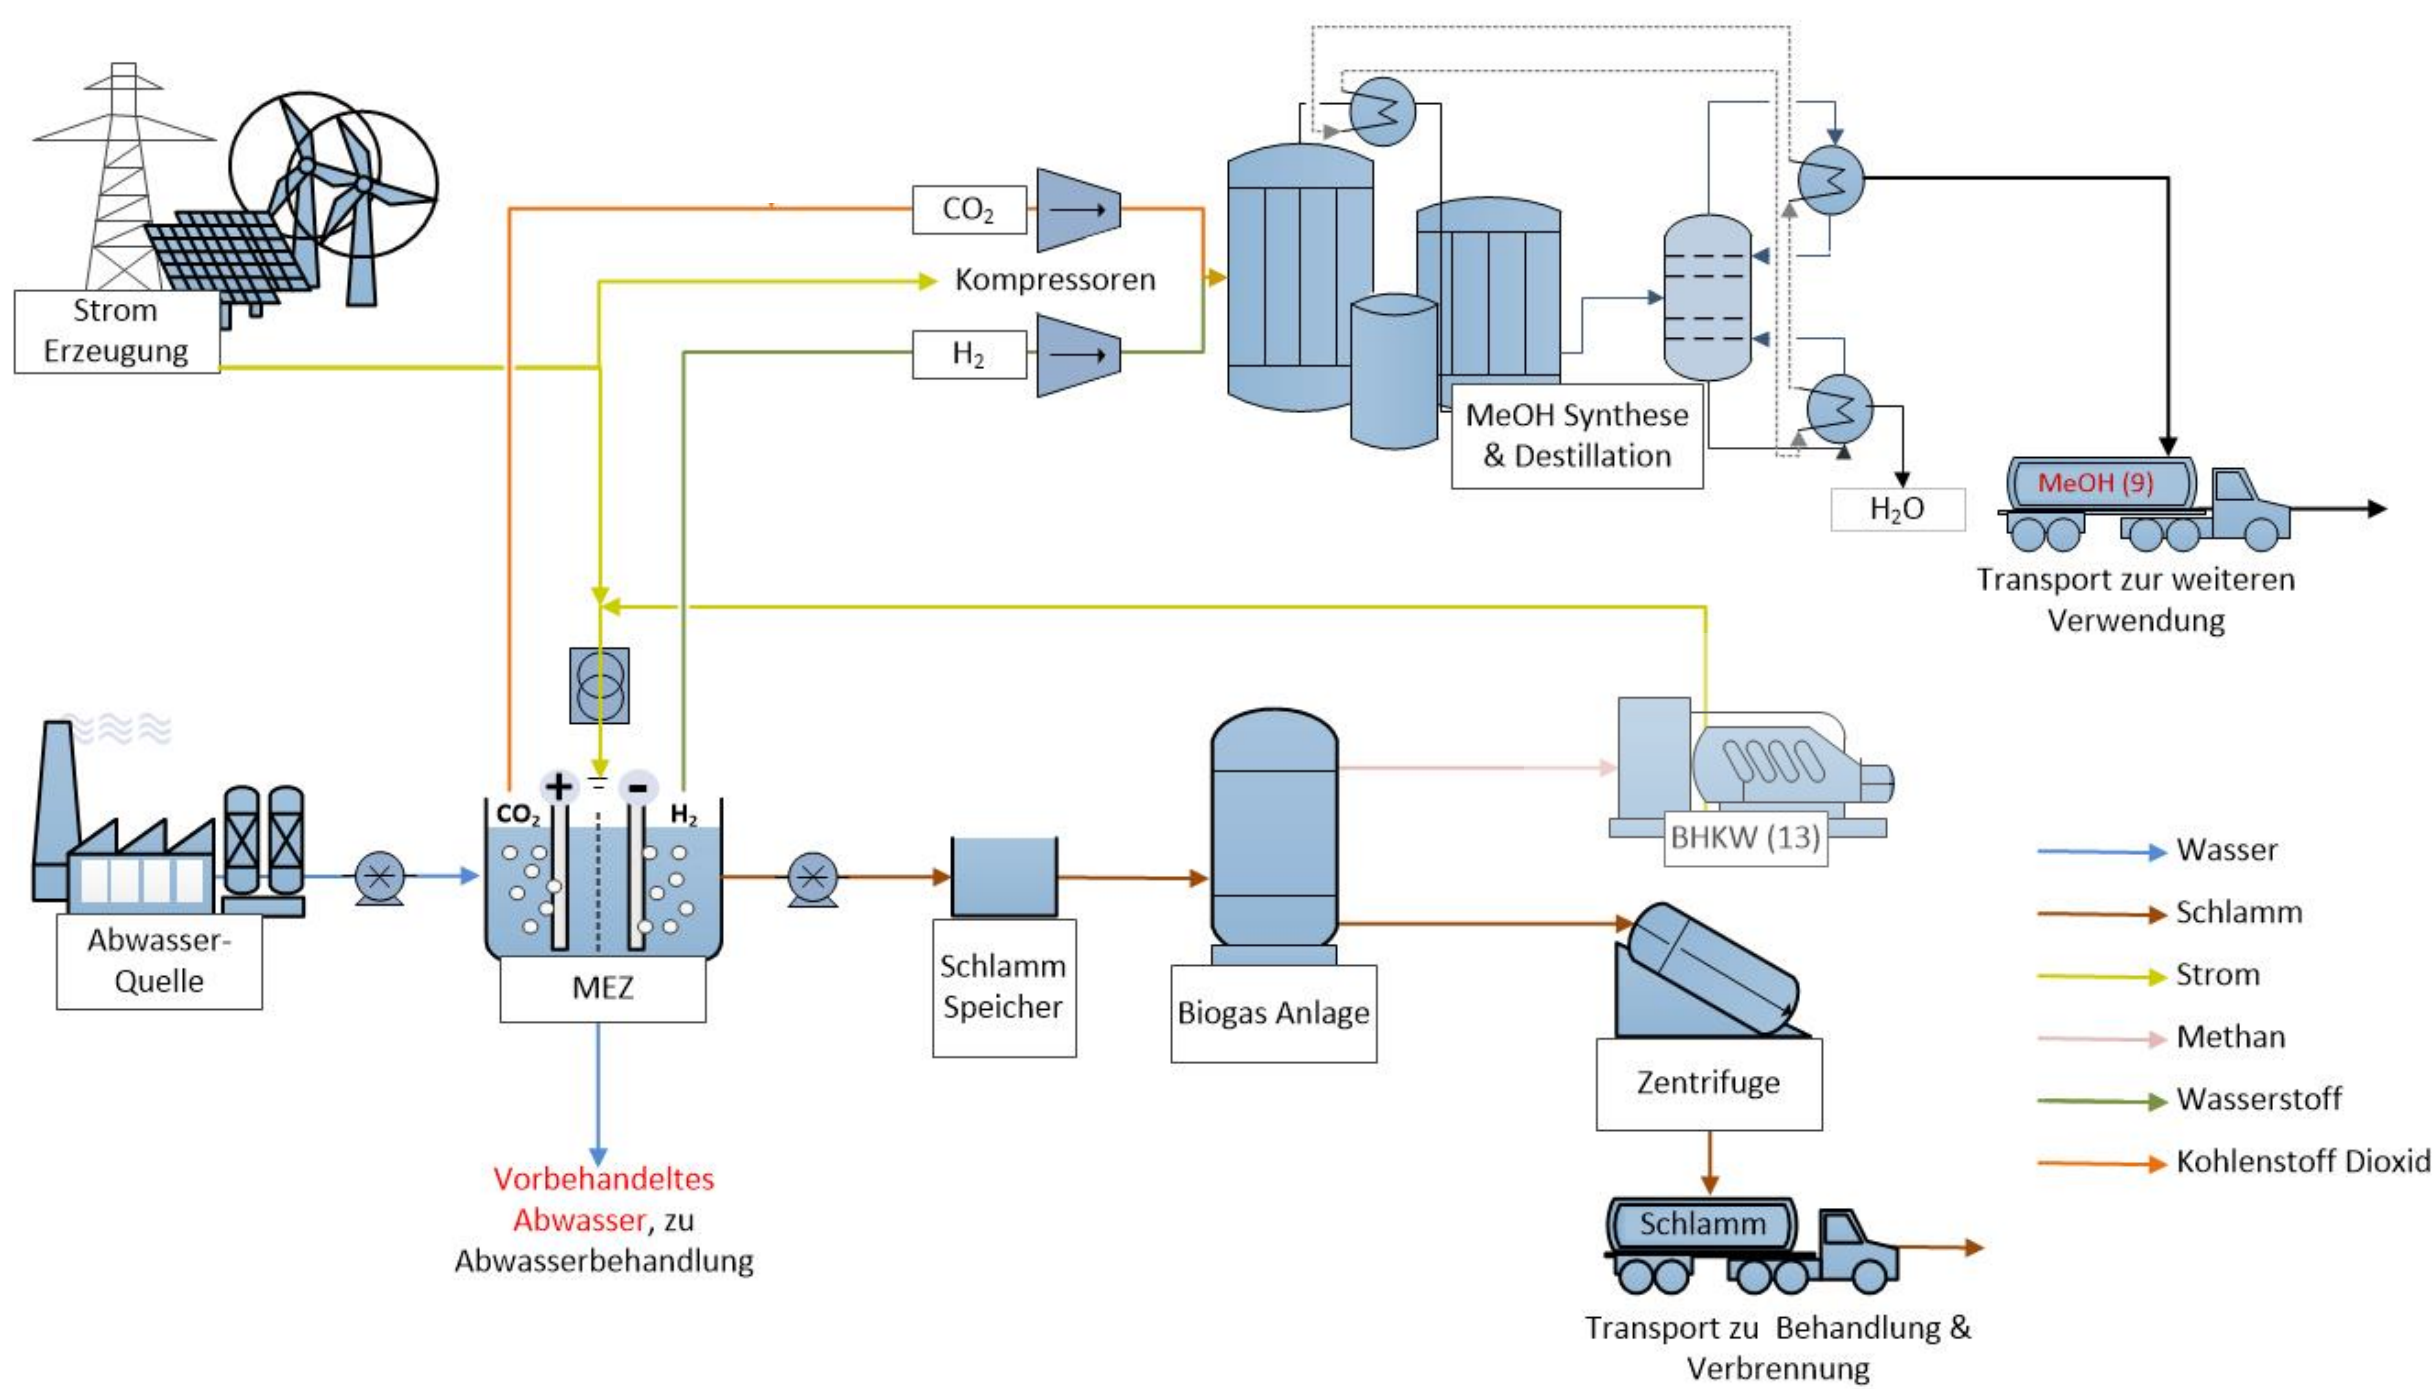 Strom
Erzeugung
CO₂
Kompressoren
H₂
MeOH Synthese
& Destillation
H₂O
MeOH (9)
Transport zur weiteren
Verwendung
Abwasser-
Quelle
CO₂
+
-
H₂
MEZ
Vorbehandeltes
Abwasser, zu
Abwasserbehandlung
Schlamm
Speicher
Biogas Anlage
BHKW (13)
Zentrifuge
Schlamm
Transport zu Behandlung &
Verbrennung
Wasser
Schlamm
Strom
Methan
Wasserstoff
Kohlenstoff Dioxid